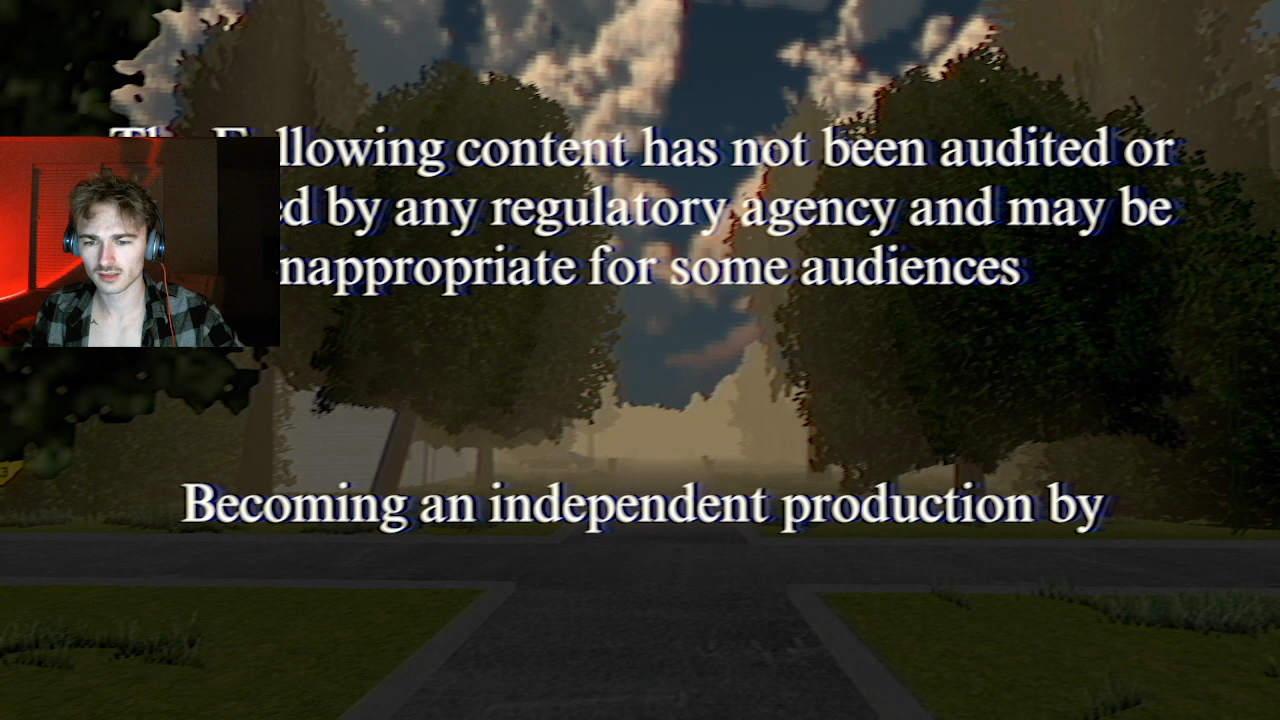 llowing content has not been audited or
by any regulatory agency and may be
nappropriate for some audiences
Becoming an independent production by